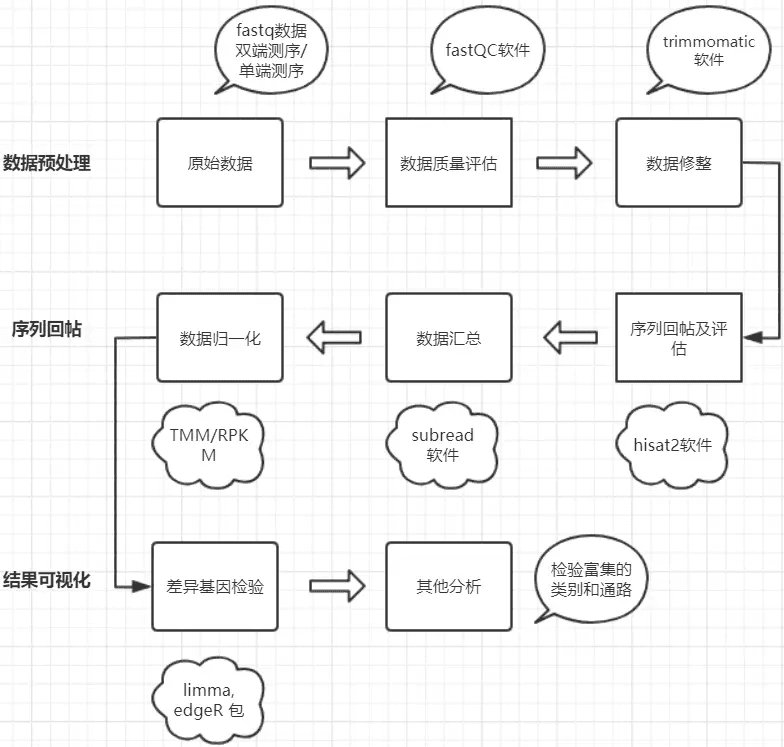 fastq数据
双端测序/
单端测序
fastQC软件
trimmomatic
软件
数据预处理
原始数据
数据质量评估
数据修整
序列回帖
数据归一化
数据汇总
序列回帖及评
估
TMM/RPK
M
subread
软件
hisat2软件
结果可视化
差异基因检验
其他分析
检验富集的
类别和通路
limma,
edgeR 包